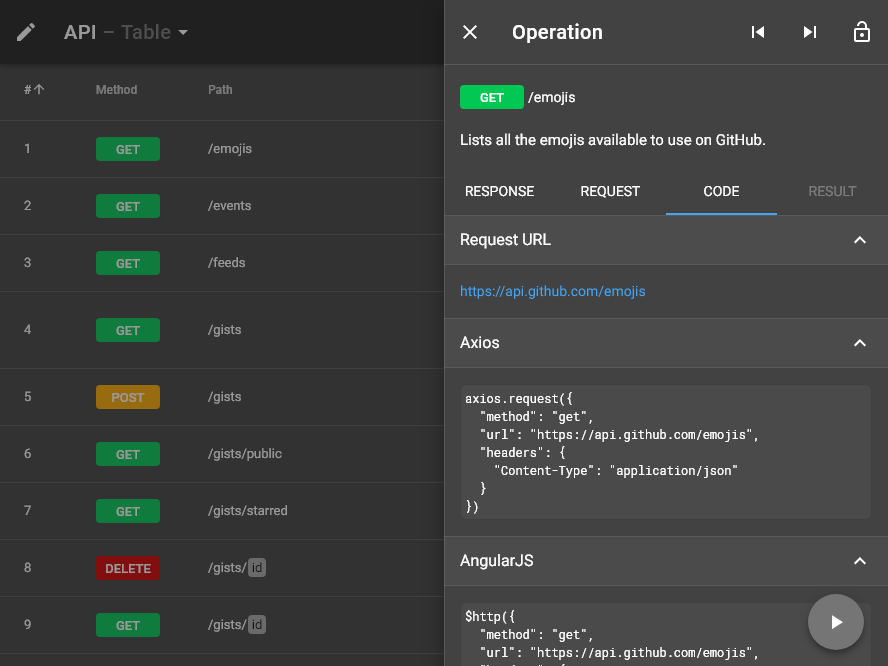 API – Table
# Method Path
1 GET /emojis
2 GET /events
3 GET /feeds
4 GET /gists
5 POST /gists
6 GET /gists/public
7 GET /gists/starred
8 DELETE /gists/ id
9 GET /gists/ id
Operation
GET /emojis
Lists all the emojis available to use on GitHub.
RESPONSE REQUEST CODE RESULT
Request URL
https://api.github.com/emojis
Axios
axios.request({
  "method": "get",
  "url": "https://api.github.com/emojis",
  "headers": {
    "Content-Type": "application/json"
  }
})
AngularJS
$http({
  "method": "get",
  "url": "https://api.github.com/emojis",